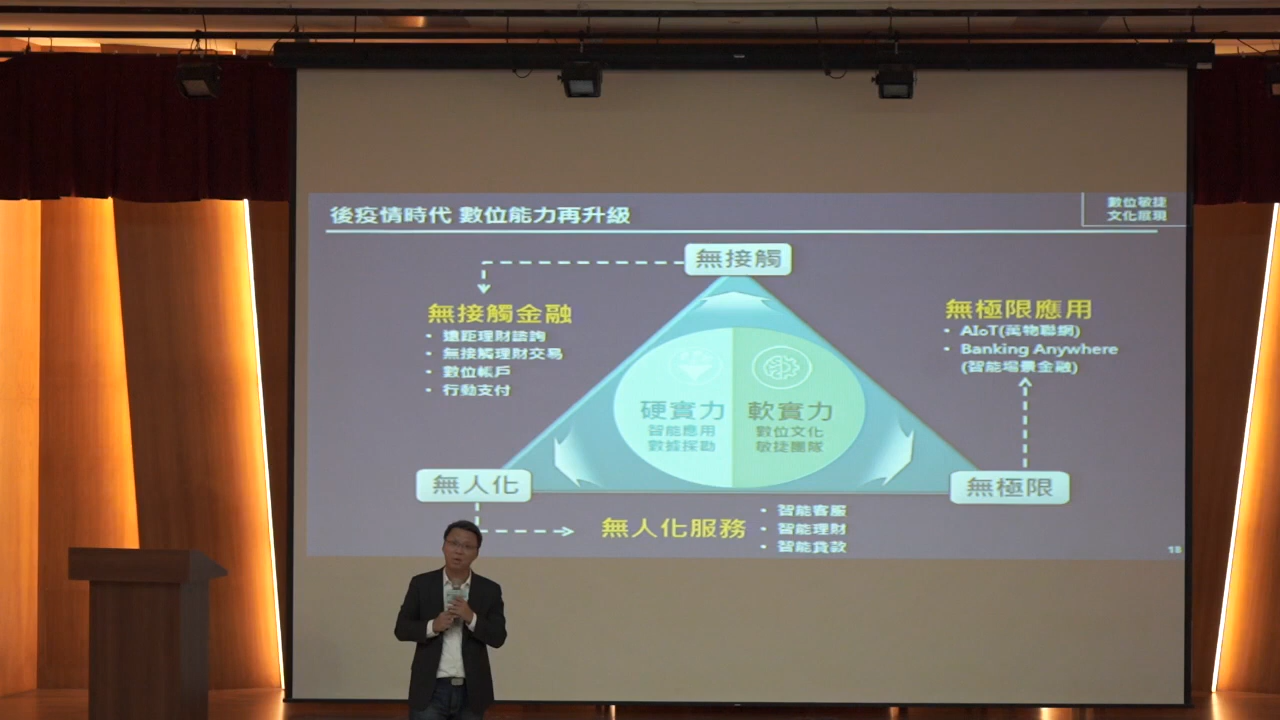 後疫情時代 數位能力再升級
數位敏捷
文化展現
無接觸
無接觸金融
• 遠距理財諮詢
• 無接觸理財交易
• 數位帳戶
• 行動支付
無極限應用
• AIoT(萬物聯網)
• Banking Anywhere
(智能場景金融)
硬實力
智能應用
數據探勘
軟實力
數位文化
敏捷團隊
無人化
無極限
無人化服務
• 智能客服
• 智能理財
• 智能貸款
18